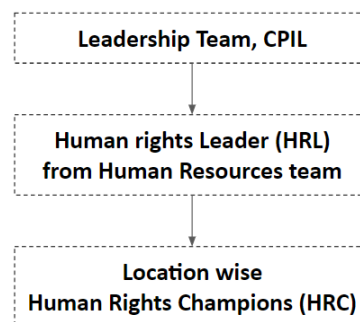 Leadership Team, CPIL
Human rights Leader (HRL)
from Human Resources team
Location wise
Human Rights Champions (HRC)